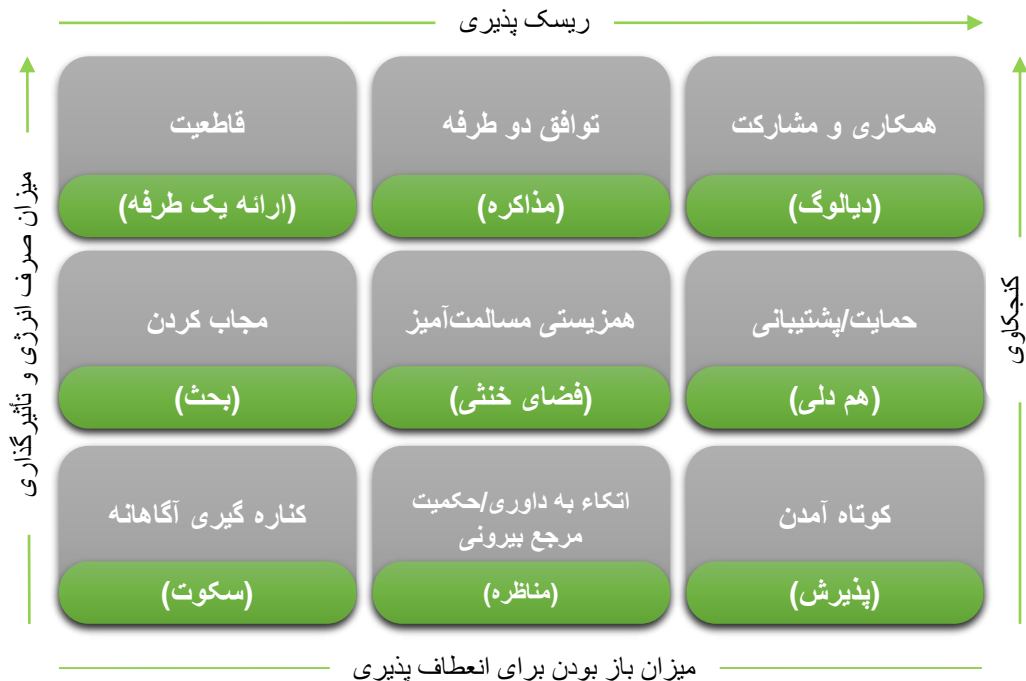 ریسک پذیری
همکاری و مشارکت
(دیالوگ)
توافق دو طرفه
(مذاکره)
قاطعیت
(ارائه یک طرفه)
حمایت/پشتیبانی
(هم دلی)
همزیستی مسالمت‌آمیز
(فضای خنثی)
مجاب کردن
(بحث)
کوتاه آمدن
(پذیرش)
اتکاء به داوری/حکمیت
مرجع بیرونی
(مناظره)
کناره گیری آگاهانه
(سکوت)
کنجکاوی
میزان صرف انرژی و تأثیرگذاری
میزان باز بودن برای انعطاف پذیری